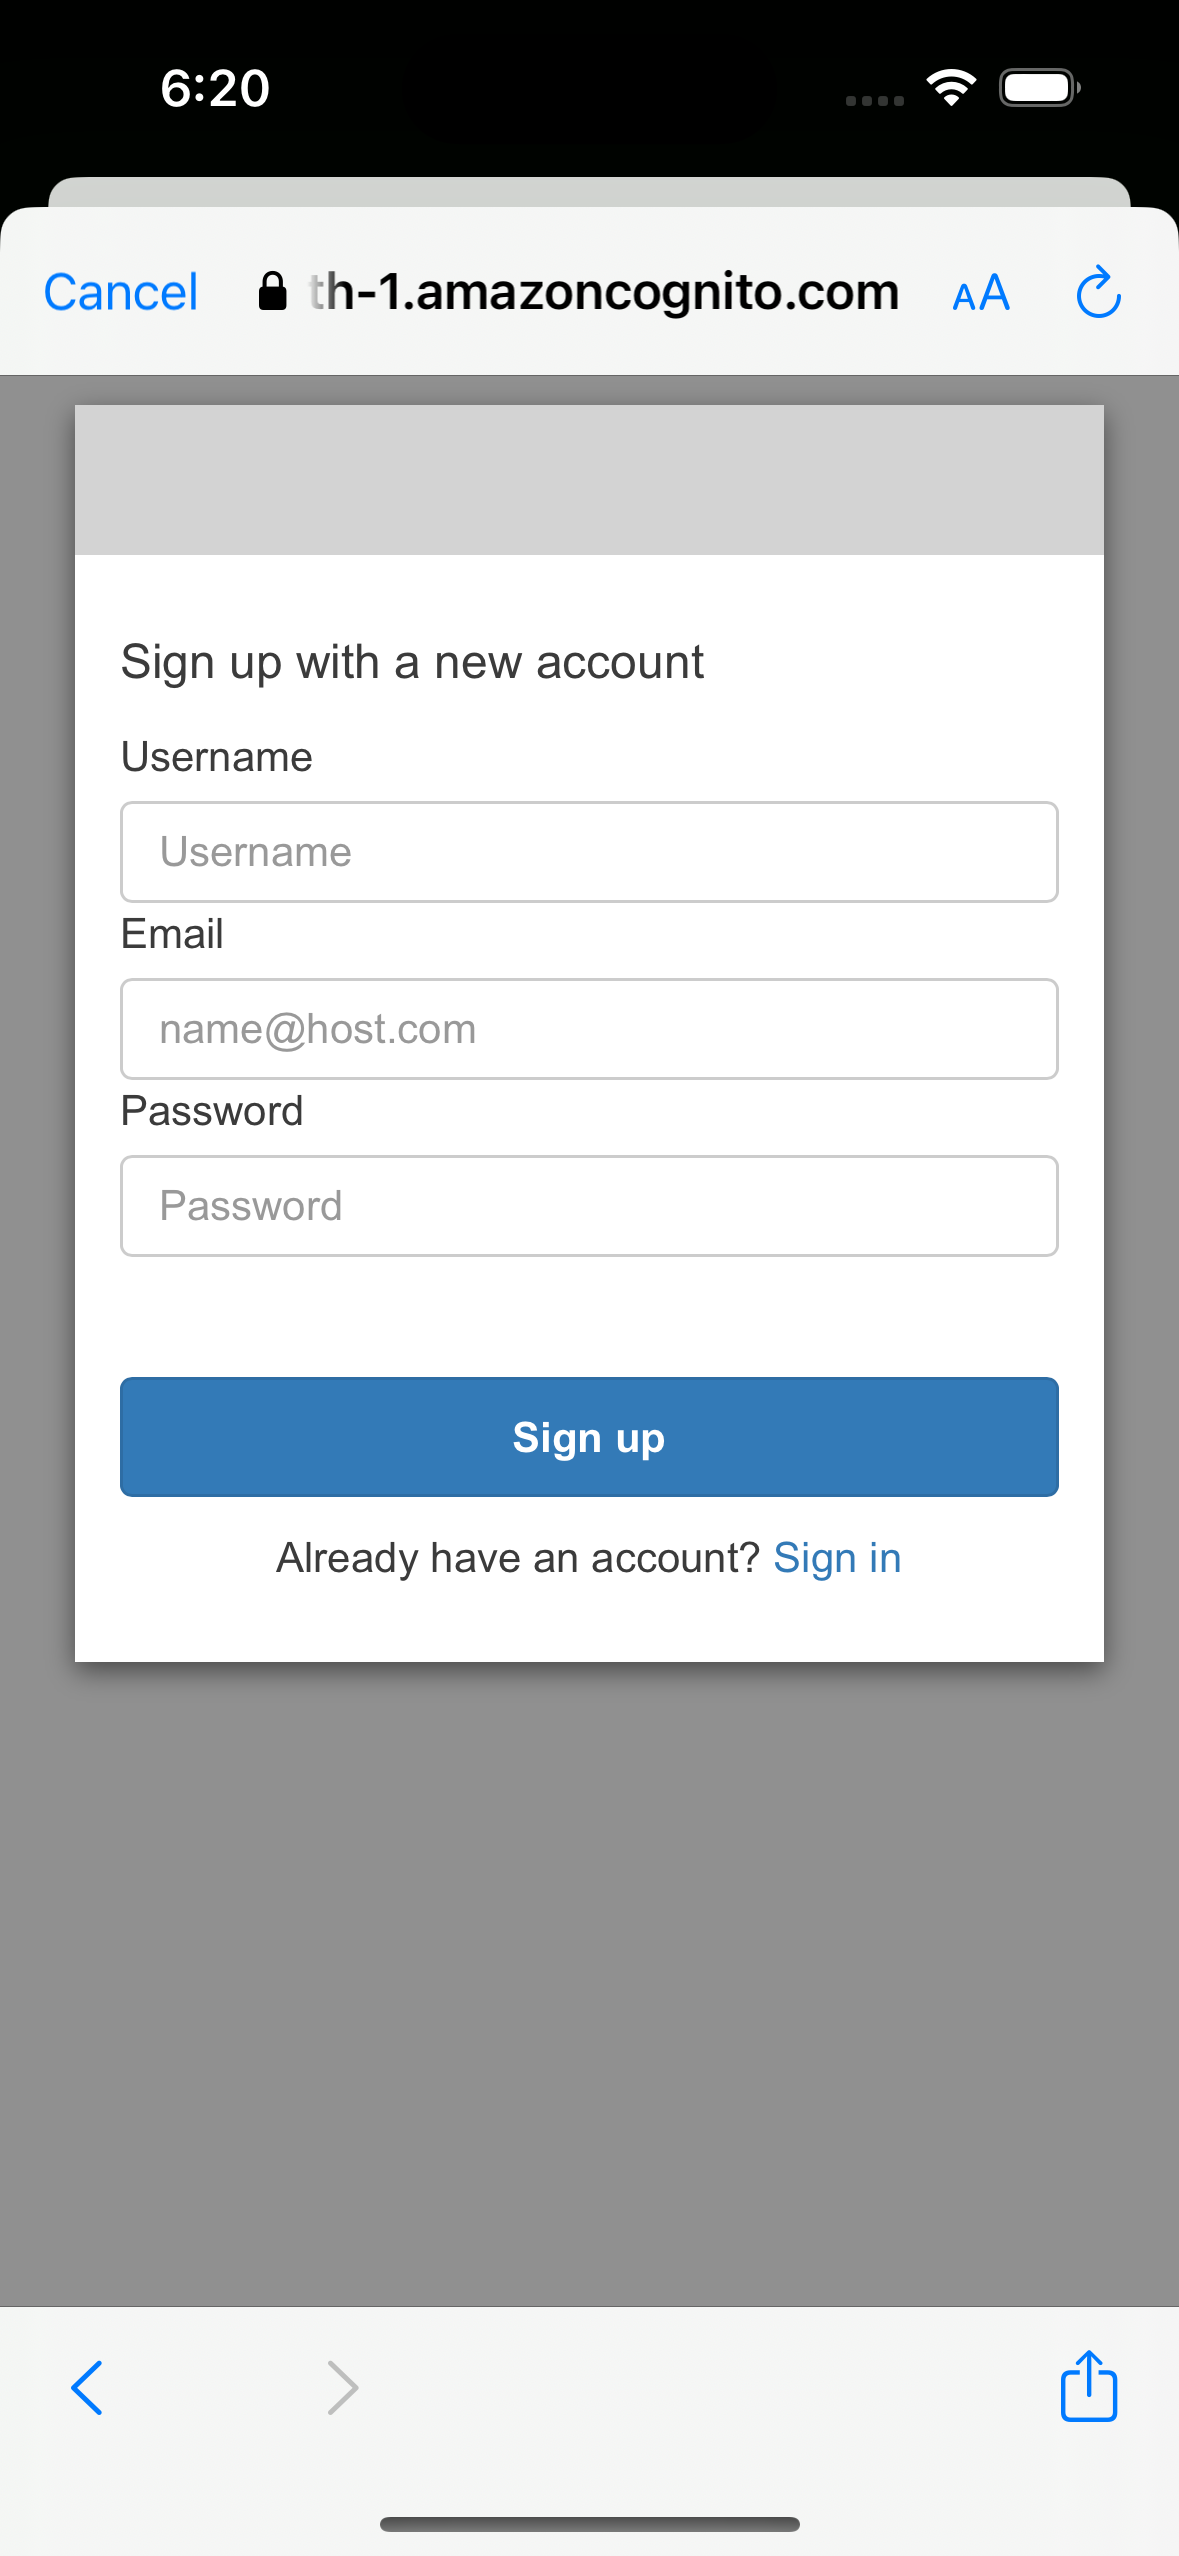 6:20
Cancel th-1.amazoncognito.com AA
Sign up with a new account
Username
Username
Email
name@host.com
Password
Password
Sign up
Already have an account? Sign in